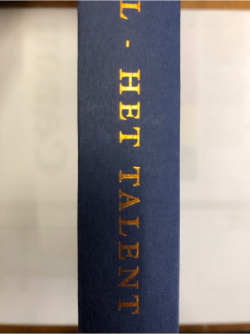 L - HET TALENT